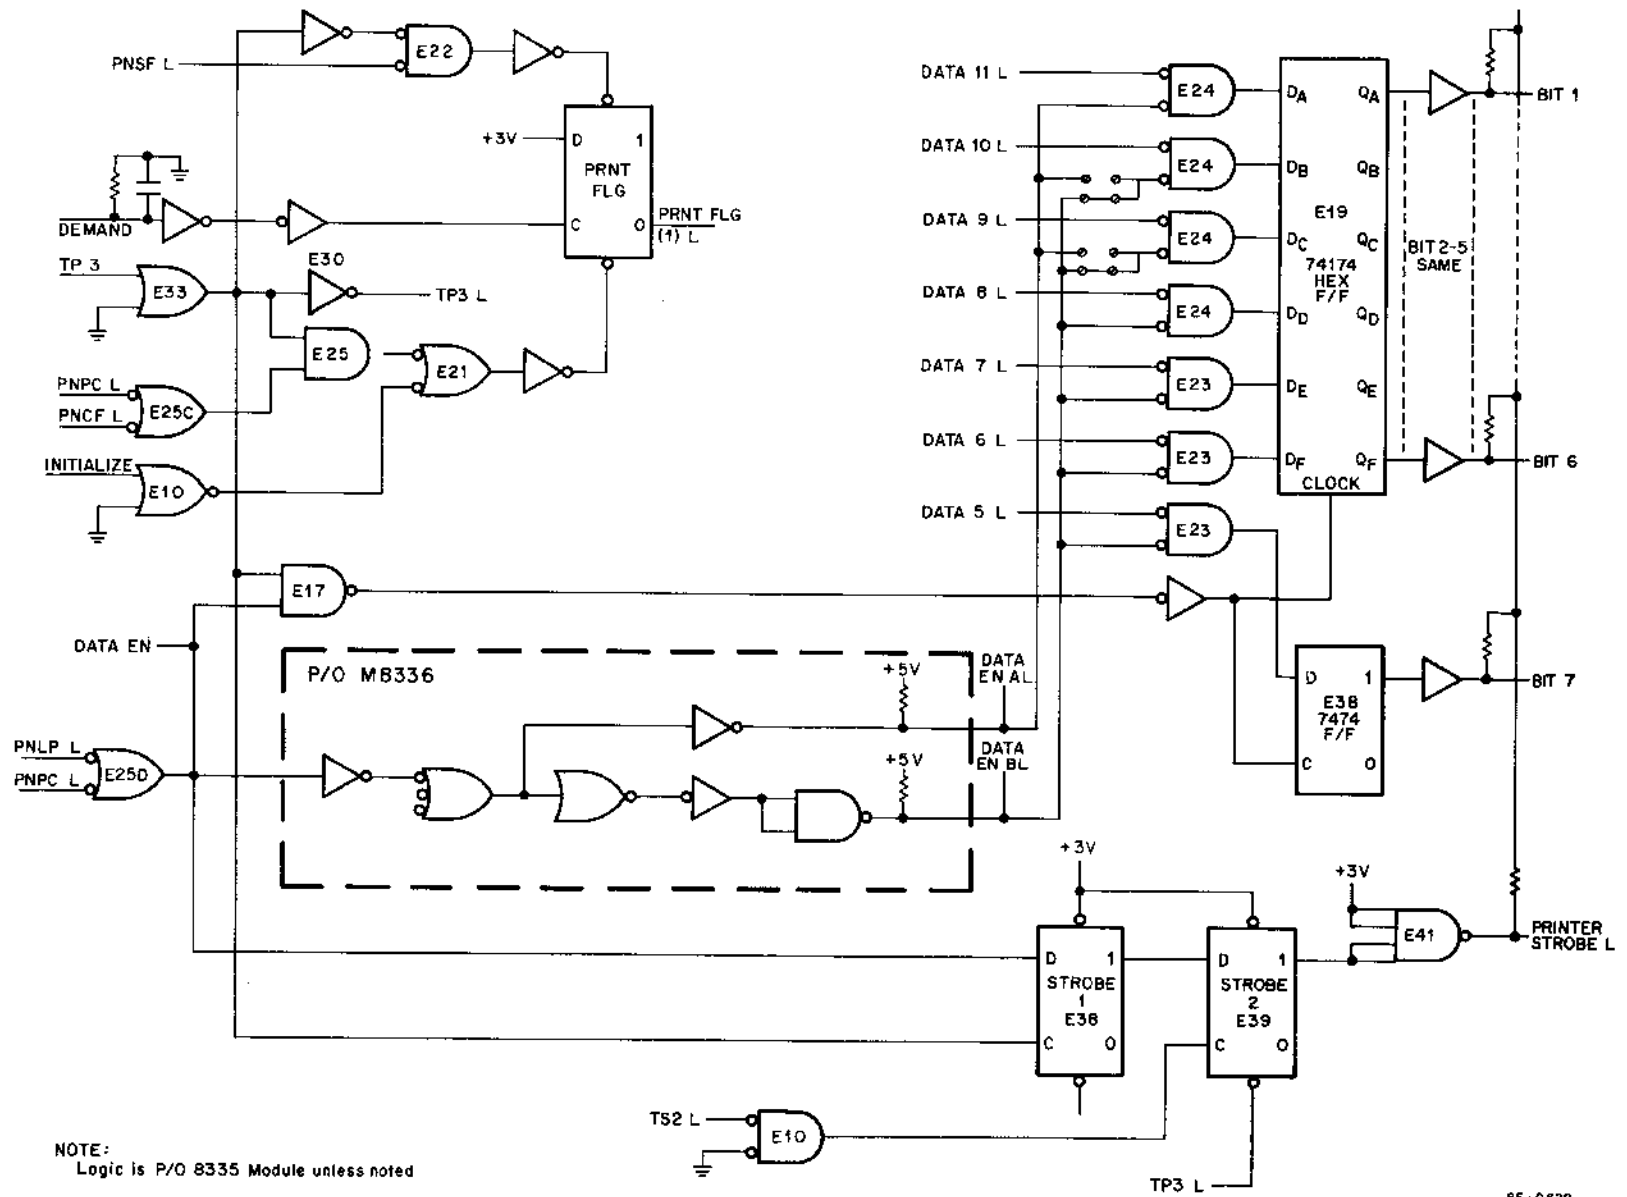 E22
PNSF L
+3V
D 1
PRNT
FLG
C 0
PRNT FLG
(1) L
DEMAND
TP 3
E33
E30
TP3 L
E25
E21
PNPC L
PNCF L
E25C
INITIALIZE
E10
E17
DATA EN
P/O M8336
+5V
DATA
EN AL
+5V
DATA
EN BL
PNLP L
PNPC L
E25D
DATA 11 L
E24
DATA 10 L
E24
DATA 9 L
E24
DATA 8 L
E24
DATA 7 L
E23
DATA 6 L
E23
DATA 5 L
E23
DA QA
DB QB
E19
DC QC
74174
HEX
F/F
DD QD
DE QE
DF QF
CLOCK
BIT 2-5
SAME
BIT 1
BIT 6
BIT 7
D 1
E38
7474
F/F
C 0
+3V
D 1
STROBE
1
E38
C 0
D 1
STROBE
2
E39
C 0
+3V
E41
PRINTER
STROBE L
TS2 L
E10
TP3 L
NOTE:
Logic is P/O 8335 Module unless noted